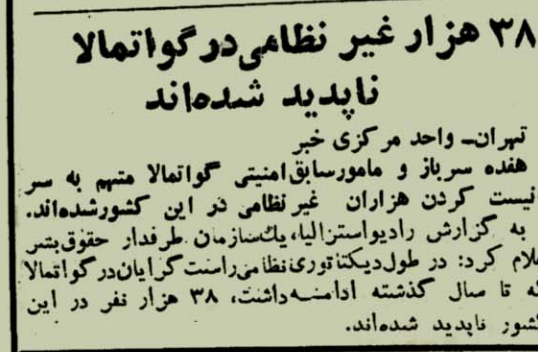 ۳۸ هزار غیر نظامی در گواتمالا
ناپدید شده‌اند
تهران_ واحد مرکزی خبر
هفده سرباز و مامور سابق امنیتی گواتمالا متهم به سر
نیست کردن هزاران غیر نظامی در این کشور شده‌اند.
به گزارش رادیو استرالیا، یک سازمان طرفدار حقوق بشر
لام کرد: در طول دیکتاتوری نظامی راست گرایان در گواتمالا
که تا سال گذشته ادامه داشت، ۳۸ هزار نفر در این
کشور ناپدید شده‌اند.